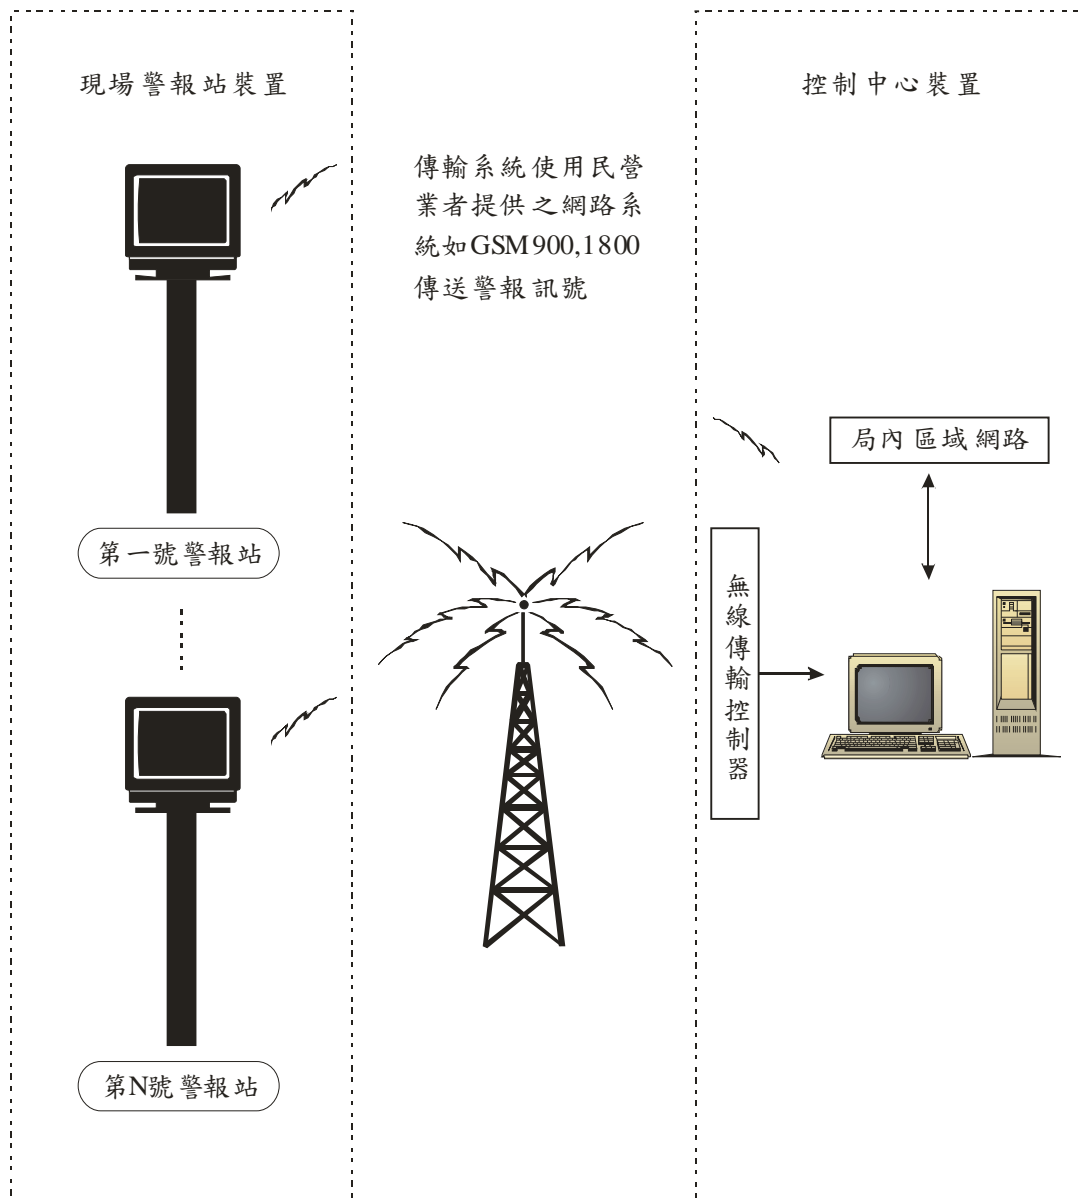 現場警報站裝置
控制中心裝置
傳輸系統使用民營
業者提供之網路系
統如GSM900,1800
傳送警報訊號
局內區域網路
第一號警報站
無線傳輸控制器
第N號警報站